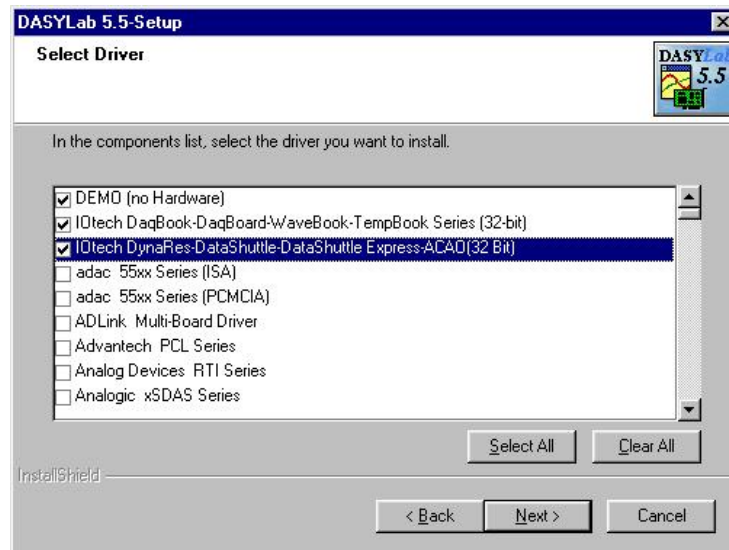 DASYLab 5.5-Setup
Select Driver
DASYLab
5.5
In the components list, select the driver you want to install.
DEMO (no Hardware)
IOtech DaqBook-DaqBoard-WaveBook-TempBook Series (32-bit)
IOtech DynaRes-DataShuttle-DataShuttle Express-ACAO(32 Bit)
adac 55xx Series (ISA)
adac 55xx Series (PCMCIA)
ADLink Multi-Board Driver
Advantech PCL Series
Analog Devices RTI Series
Analogic xSDAS Series
Select All
Clear All
InstallShield
< Back
Next >
Cancel